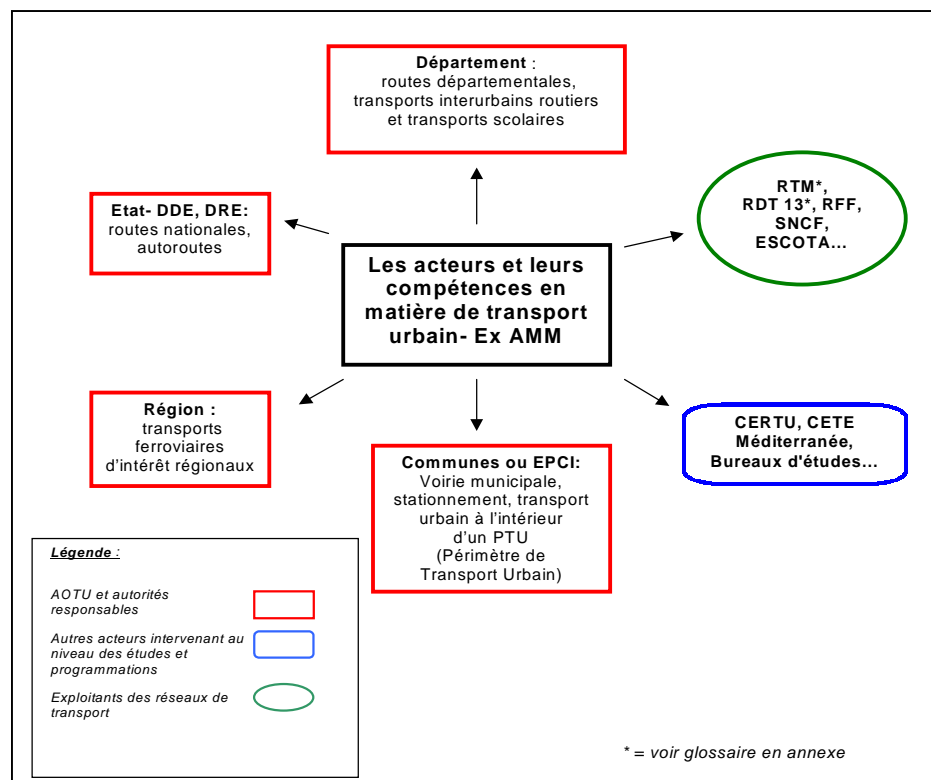 Département :
routes départementales,
transports interurbains routiers
et transports scolaires
RTM*,
RDT 13*, RFF,
SNCF,
ESCOTA...
Etat- DDE, DRE:
routes nationales,
autoroutes
Les acteurs et leurs
compétences en
matière de transport
urbain- Ex AMM
Région :
transports
ferroviaires
d'intérêt régionaux
Communes ou EPCI:
Voirie municipale,
stationnement, transport
urbain à l'intérieur
d'un PTU
(Périmètre de
Transport Urbain)
CERTU, CETE
Méditerranée,
Bureaux d'études...
Légende :
AOTU et autorités
responsables
Autres acteurs intervenant au
niveau des études et
programmations
Exploitants des réseaux de
transport
* = voir glossaire en annexe